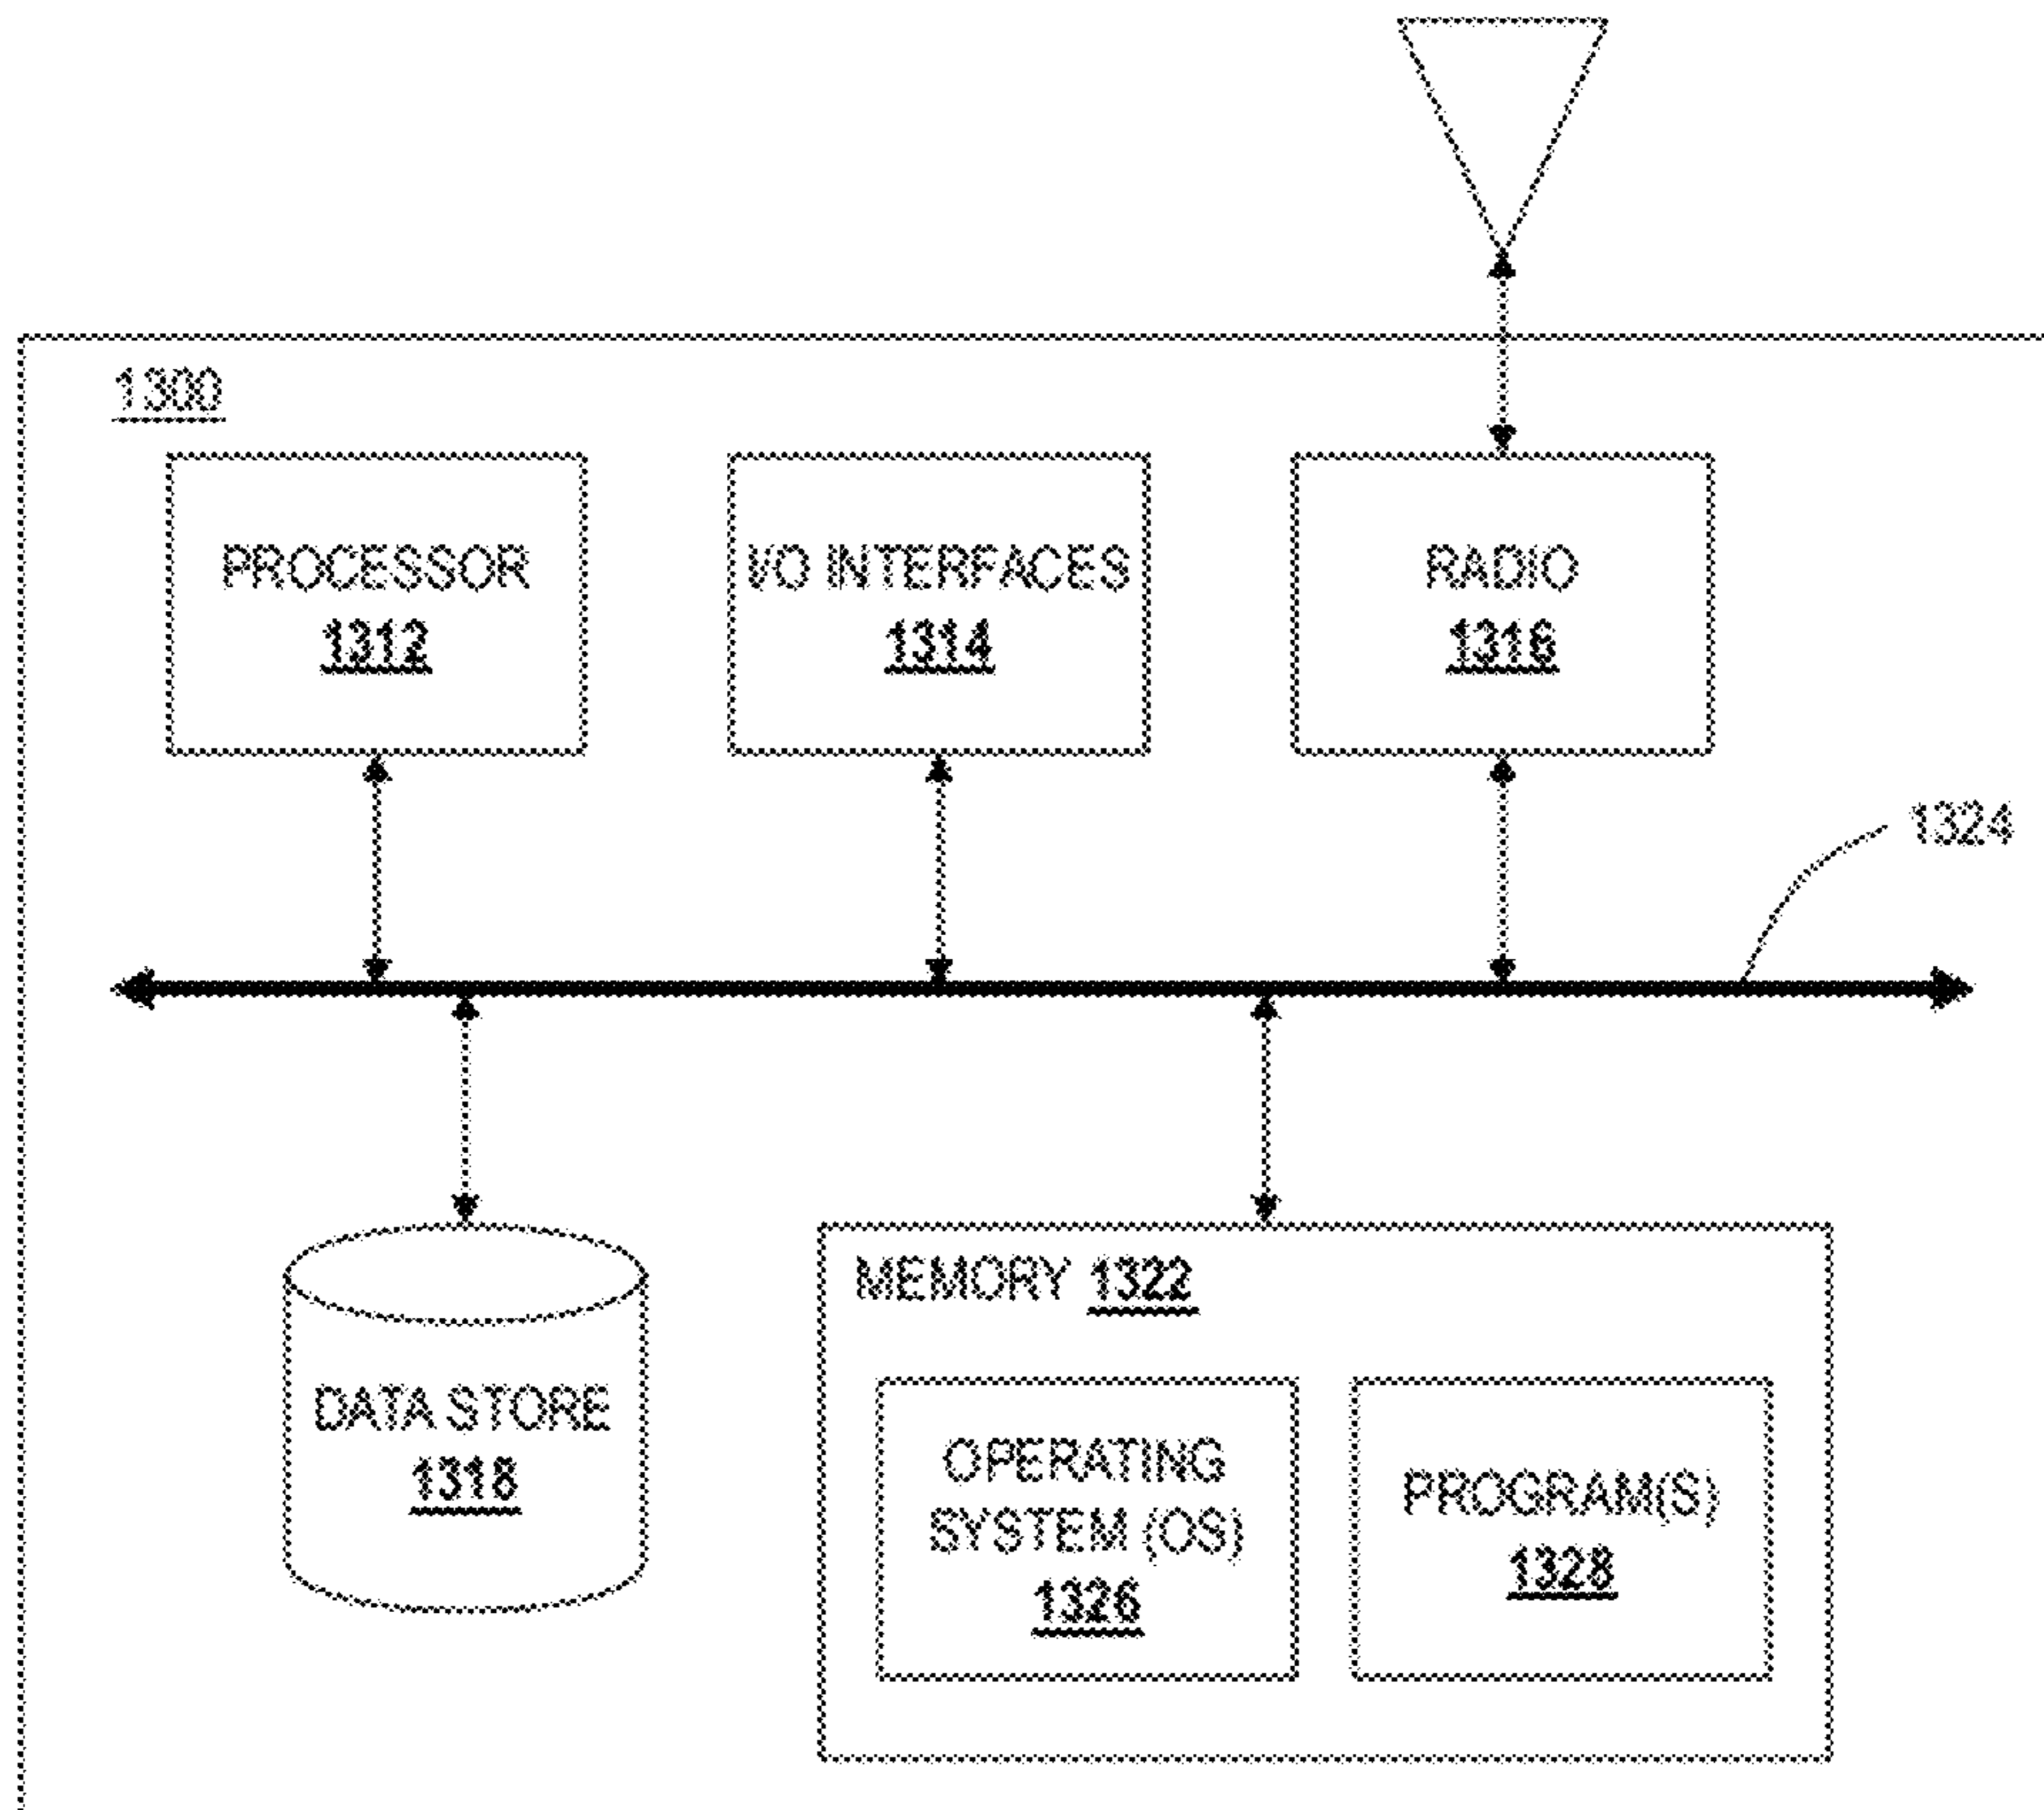 1300
PROCESSOR
1312
I/O INTERFACES
1314
RADIO
1316
1324
DATA STORE
1318
MEMORY 1322
OPERATING
SYSTEM (OS)
1326
PROGRAM(S)
1328